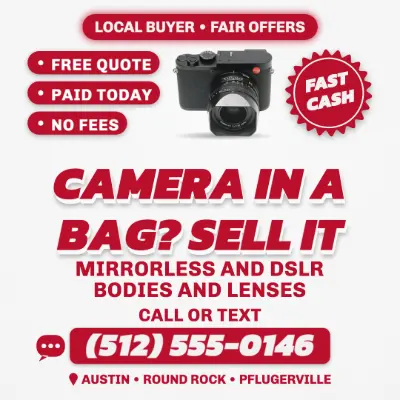 LOCAL BUYER • FAIR OFFERS
• FREE QUOTE
• PAID TODAY
• NO FEES
FAST
CASH
CAMERA IN A
BAG? SELL IT
MIRRORLESS AND DSLR
BODIES AND LENSES
CALL OR TEXT
(512) 555-0146
AUSTIN • ROUND ROCK • PFLUGERVILLE